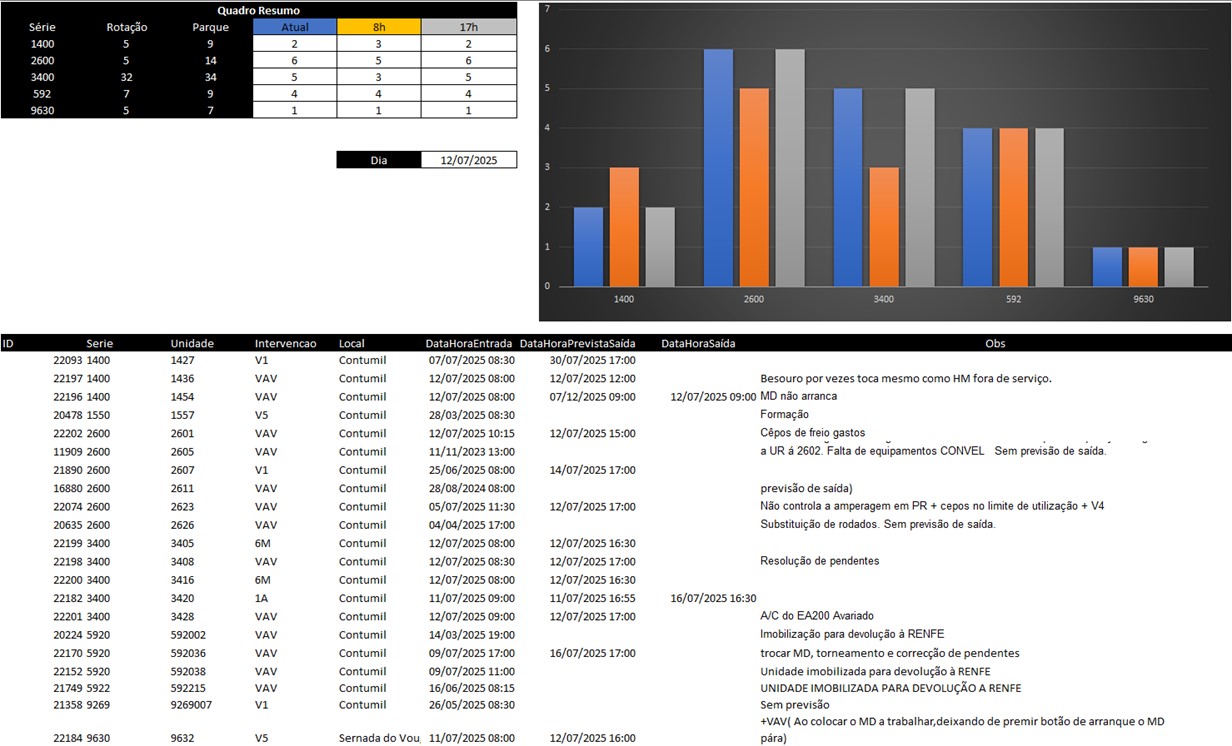 Quadro Resumo
Série Rotação Parque Atual 8h 17h
1400 5 9 2 3 2
2600 5 14 6 5 6
3400 32 34 5 3 5
592 7 9 4 4 4
9630 5 7 1 1 1
Dia 12/07/2025
7
6
5
4
3
2
1
0
1400 2600 3400 592 9630
ID Serie Unidade Intervencao Local DataHoraEntrada DataHoraPrevistaSaída DataHoraSaída Obs
22093 1400 1427 V1 Contumil 07/07/2025 08:30 30/07/2025 17:00
22197 1400 1436 VAV Contumil 12/07/2025 08:00 12/07/2025 12:00 Besouro por vezes toca mesmo como HM fora de serviço.
22196 1400 1454 VAV Contumil 12/07/2025 08:00 07/12/2025 09:00 12/07/2025 09:00 MD não arranca
20478 1550 1557 V5 Contumil 28/03/2025 08:30 Formação
22202 2600 2601 VAV Contumil 12/07/2025 10:15 12/07/2025 15:00 Cêpos de freio gastos
11909 2600 2605 VAV Contumil 11/11/2023 13:00 a UR á 2602. Falta de equipamentos CONVEL Sem previsão de saída.
21890 2600 2607 V1 Contumil 25/06/2025 08:00 14/07/2025 17:00
16880 2600 2611 VAV Contumil 28/08/2024 08:00 previsão de saída)
22074 2600 2623 VAV Contumil 05/07/2025 11:30 12/07/2025 17:00 Não controla a amperagem em PR + cepos no limite de utilização + V4
20635 2600 2626 VAV Contumil 04/04/2025 17:00 Substituição de rodados. Sem previsão de saída.
22199 3400 3405 6M Contumil 12/07/2025 08:00 12/07/2025 16:30
22198 3400 3408 VAV Contumil 12/07/2025 08:30 12/07/2025 17:00 Resolução de pendentes
22200 3400 3416 6M Contumil 12/07/2025 08:00 12/07/2025 16:30
22182 3400 3420 1A Contumil 11/07/2025 09:00 11/07/2025 16:55 16/07/2025 16:30
22201 3400 3428 VAV Contumil 12/07/2025 09:00 12/07/2025 17:00 A/C do EA200 Avariado
20224 5920 592002 VAV Contumil 14/03/2025 19:00 Imobilização para devolução à RENFE
22170 5920 592036 VAV Contumil 09/07/2025 17:00 16/07/2025 17:00 trocar MD, torneamento e correcção de pendentes
22152 5920 592038 VAV Contumil 09/07/2025 11:00 Unidade imobilizada para devolução à RENFE
21749 5922 592215 VAV Contumil 16/06/2025 08:15 UNIDADE IMOBILIZADA PARA DEVOLUÇÃO A RENFE
21358 9269 9269007 V1 Contumil 26/05/2025 08:30 Sem previsão
+VAV( Ao colocar o MD a trabalhar,deixando de premir botão de arranque o MD
22184 9630 9632 V5 Sernada do Vou 11/07/2025 08:00 12/07/2025 16:00 pára)